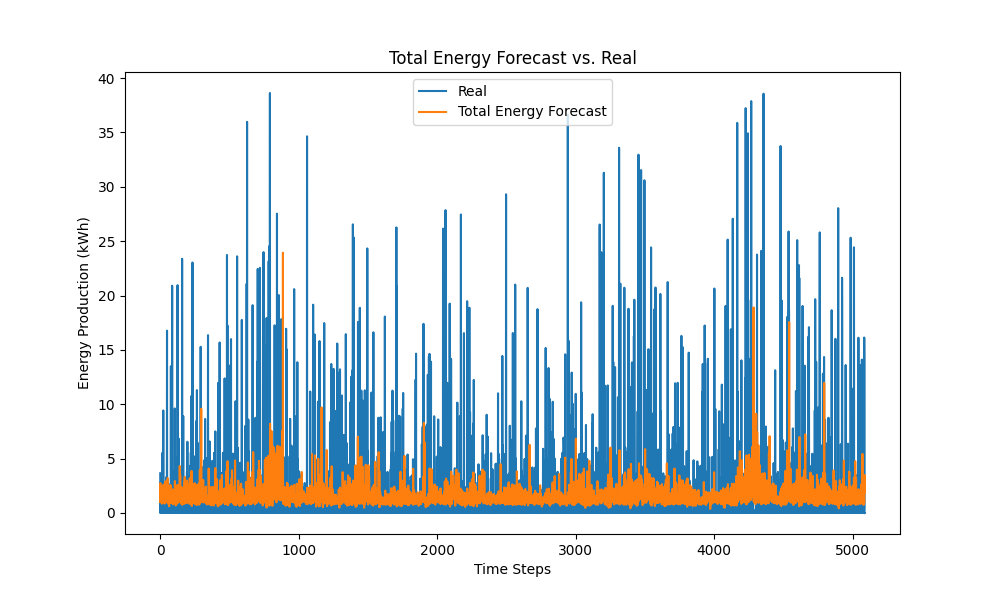 Total Energy Forecast vs. Real
Real
Total Energy Forecast
Energy Production (kWh)
40
35
30
25
20
15
10
5
0
0 1000 2000 3000 4000 5000
Time Steps